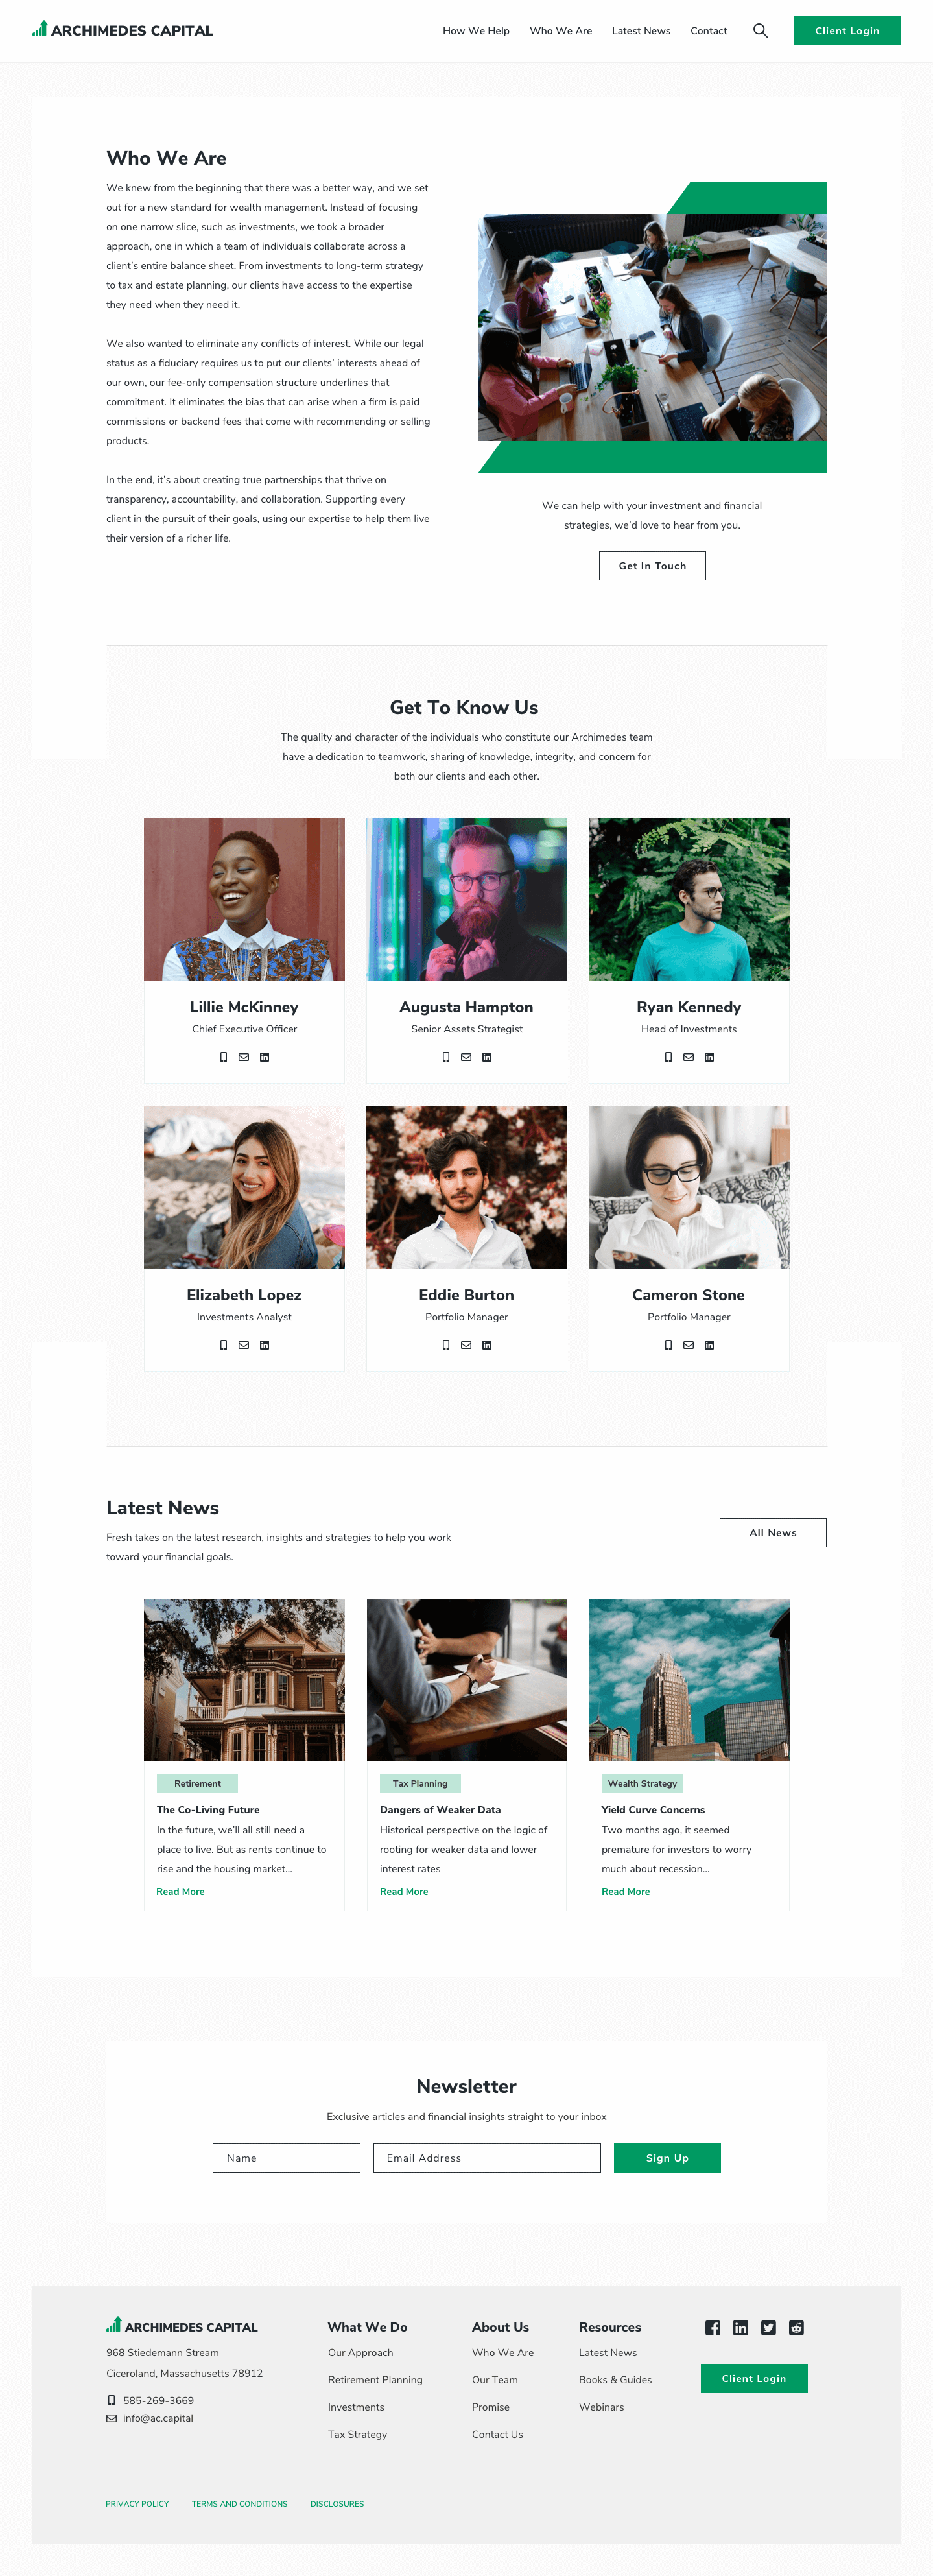 ARCHIMEDES CAPITAL
How We Help
Who We Are
Latest News
Contact
Client Login
Who We Are
We knew from the beginning that there was a better way, and we set
out for a new standard for wealth management. Instead of focusing
on one narrow slice, such as investments, we took a broader
approach, one in which a team of individuals collaborate across a
client’s entire balance sheet. From investments to long-term strategy
to tax and estate planning, our clients have access to the expertise
they need when they need it.
We also wanted to eliminate any conflicts of interest. While our legal
status as a fiduciary requires us to put our clients’ interests ahead of
our own, our fee-only compensation structure underlines that
commitment. It eliminates the bias that can arise when a firm is paid
commissions or backend fees that come with recommending or selling
products.
In the end, it’s about creating true partnerships that thrive on
transparency, accountability, and collaboration. Supporting every
client in the pursuit of their goals, using our expertise to help them live
their version of a richer life.
We can help with your investment and financial
strategies, we’d love to hear from you.
Get In Touch
Get To Know Us
The quality and character of the individuals who constitute our Archimedes team
have a dedication to teamwork, sharing of knowledge, integrity, and concern for
both our clients and each other.
Lillie McKinney
Chief Executive Officer
Augusta Hampton
Senior Assets Strategist
Ryan Kennedy
Head of Investments
Elizabeth Lopez
Investments Analyst
Eddie Burton
Portfolio Manager
Cameron Stone
Portfolio Manager
Latest News
Fresh takes on the latest research, insights and strategies to help you work
toward your financial goals.
All News
Retirement
The Co-Living Future
In the future, we’ll all still need a
place to live. But as rents continue to
rise and the housing market...
Read More
Tax Planning
Dangers of Weaker Data
Historical perspective on the logic of
rooting for weaker data and lower
interest rates
Read More
Wealth Strategy
Yield Curve Concerns
Two months ago, it seemed
premature for investors to worry
much about recession...
Read More
Newsletter
Exclusive articles and financial insights straight to your inbox
Name
Email Address
Sign Up
ARCHIMEDES CAPITAL
968 Stiedemann Stream
Ciceroland, Massachusetts 78912
585-269-3669
info@ac.capital
What We Do
Our Approach
Retirement Planning
Investments
Tax Strategy
About Us
Who We Are
Our Team
Promise
Contact Us
Resources
Latest News
Books & Guides
Webinars
Client Login
PRIVACY POLICY
TERMS AND CONDITIONS
DISCLOSURES